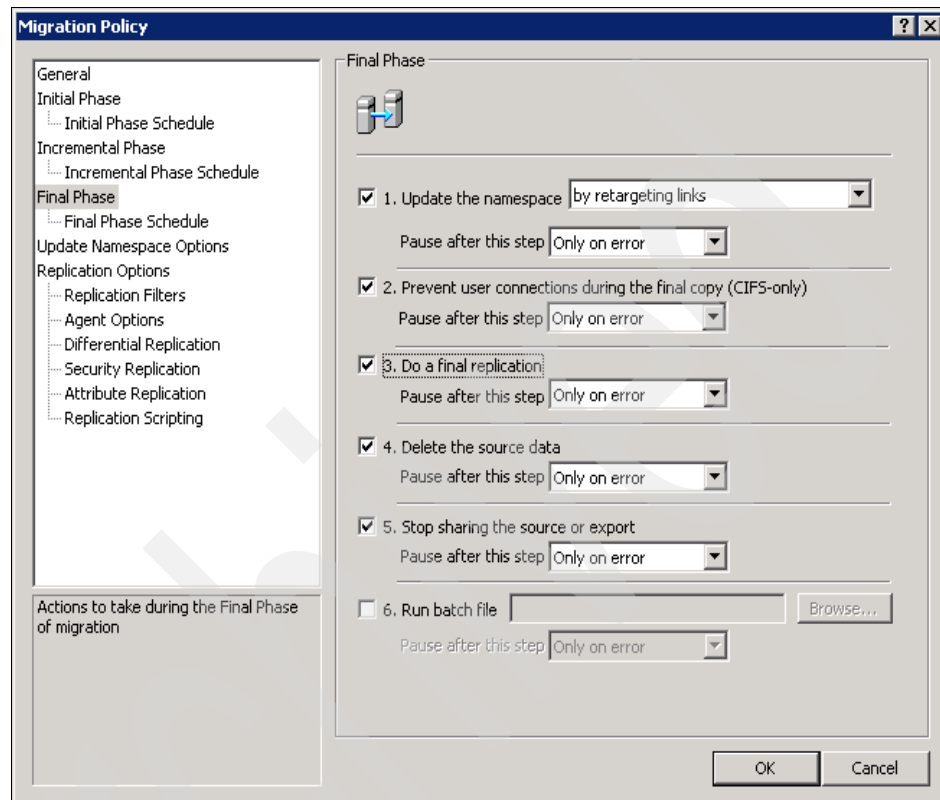 Migration Policy
General
Initial Phase
Initial Phase Schedule
Incremental Phase
Incremental Phase Schedule
Final Phase
Final Phase Schedule
Update Namespace Options
Replication Options
Replication Filters
Agent Options
Differential Replication
Security Replication
Attribute Replication
Replication Scripting
Actions to take during the Final Phase
of migration
Final Phase
1. Update the namespace by retargeting links
Pause after this step Only on error
2. Prevent user connections during the final copy (CIFS-only)
Pause after this step Only on error
3. Do a final replication
Pause after this step Only on error
4. Delete the source data
Pause after this step Only on error
5. Stop sharing the source or export
Pause after this step Only on error
6. Run batch file Browse...
Pause after this step Only on error
OK Cancel